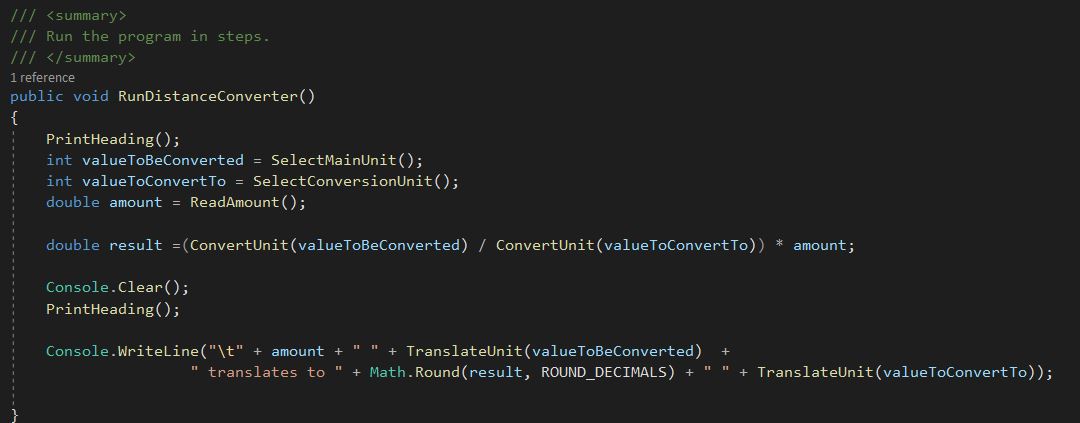 /// <summary>
/// Run the program in steps.
/// </summary>
1 reference
public void RunDistanceConverter()
{
    PrintHeading();
    int valueToBeConverted = SelectMainUnit();
    int valueToConvertTo = SelectConversionUnit();
    double amount = ReadAmount();
    double result =(ConvertUnit(valueToBeConverted) / ConvertUnit(valueToConvertTo)) * amount;
    Console.Clear();
    PrintHeading();
    Console.WriteLine("\t" + amount + " " + TranslateUnit(valueToBeConverted)  +
                    " translates to " + Math.Round(result, ROUND_DECIMALS) + " " + TranslateUnit(valueToConvertTo));
}